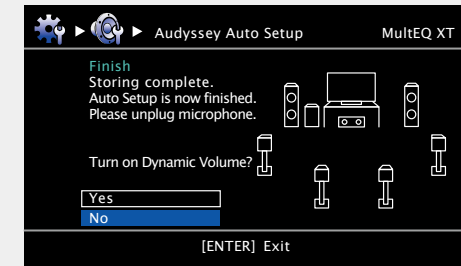 Audyssey Auto Setup
MultEQ XT
Finish
Storing complete.
Auto Setup is now finished.
Please unplug microphone.
Turn on Dynamic Volume?
Yes
No
[ENTER] Exit